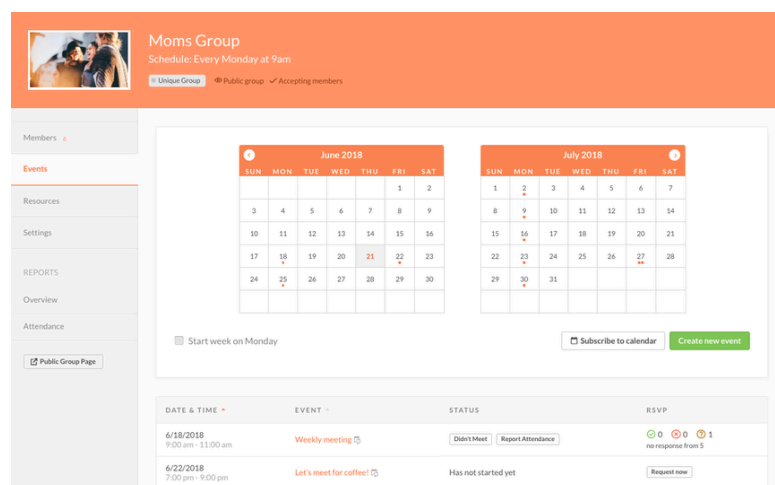 Moms Group
Schedule: Every Monday at 9am
Unique Group Public group Accepting members
Members 6
Events
Resources
Settings
REPORTS
Overview
Attendance
Public Group Page
June 2018
SUN MON TUE WED THU FRI SAT
1 2
3 4 5 6 7 8 9
10 11 12 13 14 15 16
17 18 19 20 21 22 23
24 25 26 27 28 29 30
July 2018
SUN MON TUE WED THU FRI SAT
1 2 3 4 5 6 7
8 9 10 11 12 13 14
15 16 17 18 19 20 21
22 23 24 25 26 27 28
29 30 31
Start week on Monday
Subscribe to calendar
Create new event
DATE & TIME EVENT STATUS RSVP
6/18/2018
9:00 am - 11:00 am
Weekly meeting
Didn't Meet Report Attendance
0 0 1
no response from 5
6/22/2018
7:00 pm - 9:00 pm
Let's meet for coffee!
Has not started yet
Request now